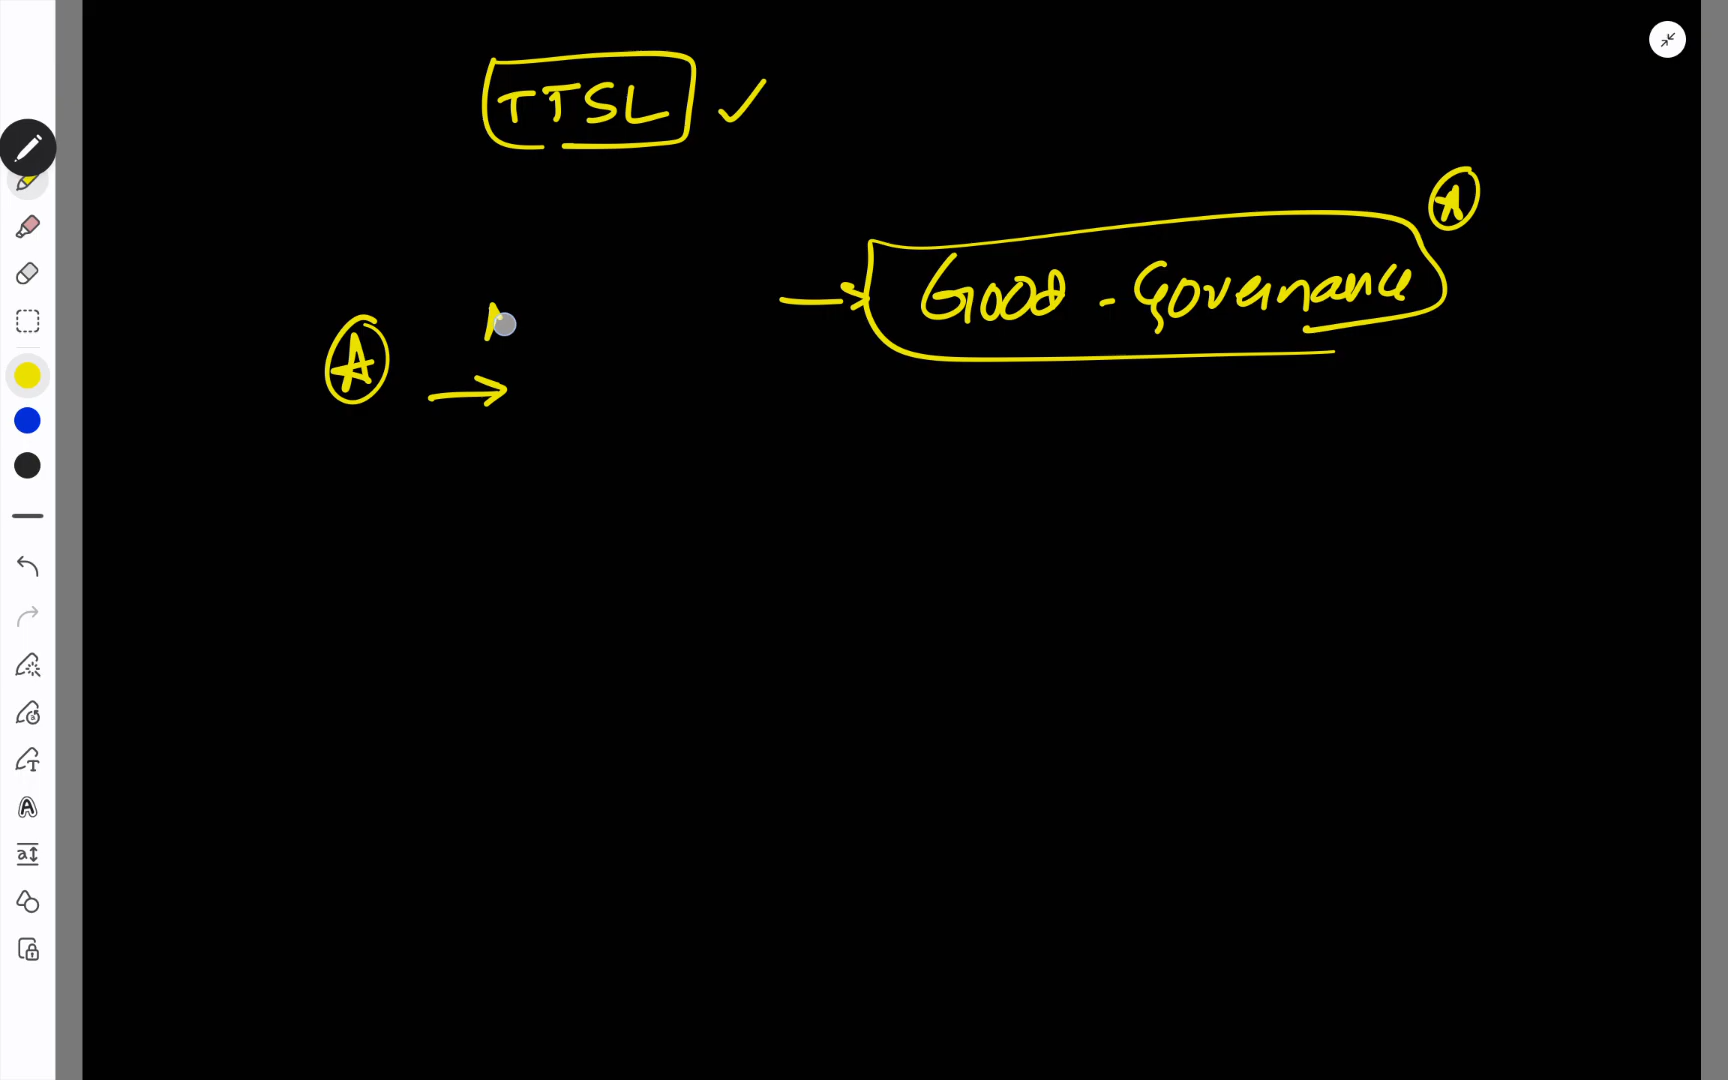 TTSL ✓
A
→ Good - Governance
A →